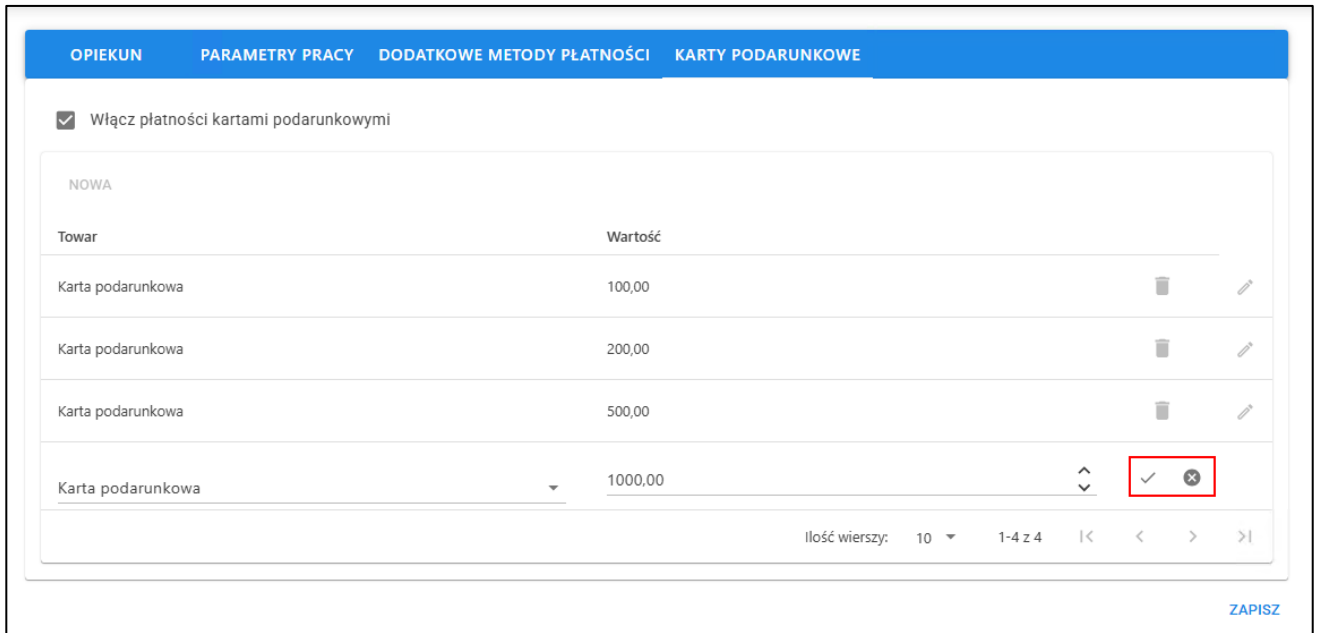 OPIEKUN PARAMETRY PRACY DODATKOWE METODY PŁATNOŚCI KARTY PODARUNKOWE
Włącz płatności kartami podarunkowymi
NOWA
Towar Wartość
Karta podarunkowa 100,00
Karta podarunkowa 200,00
Karta podarunkowa 500,00
Karta podarunkowa 1000,00
Ilość wierszy: 10 1-4 z 4
ZAPISZ